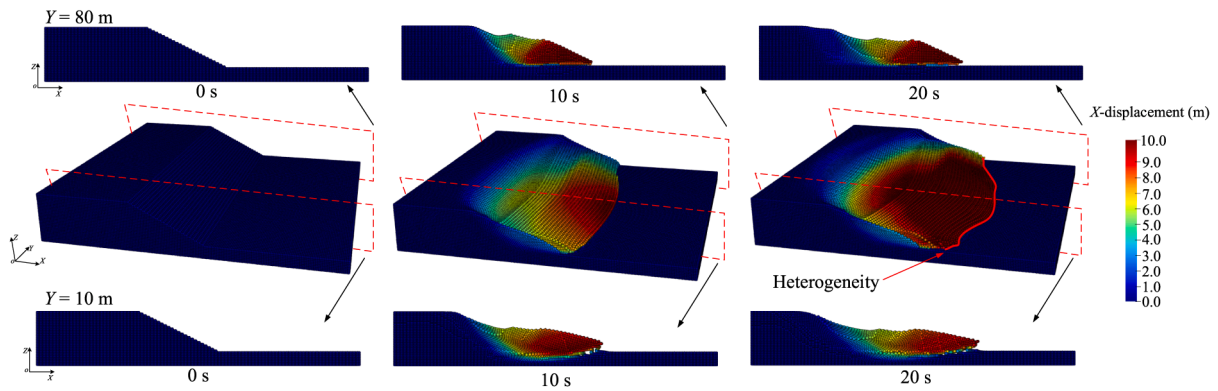 Y = 80 m
Z
o
X
0 s
10 s
20 s
X-displacement (m)
10.0
9.0
8.0
7.0
6.0
5.0
4.0
3.0
2.0
1.0
0.0
Z
Y
o
X
Heterogeneity
Y = 10 m
Z
o
X
0 s
10 s
20 s